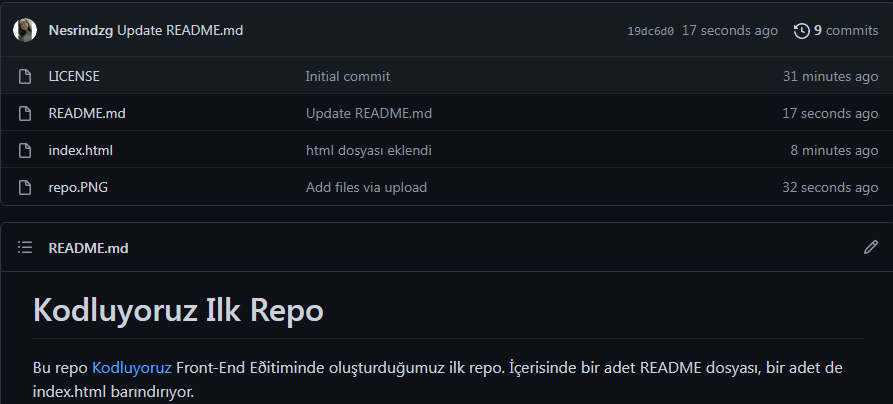 Nesrindzg Update README.md 19dc6d0 17 seconds ago 9 commits
LICENSE Initial commit 31 minutes ago
README.md Update README.md 17 seconds ago
index.html html dosyası eklendi 8 minutes ago
repo.PNG Add files via upload 32 seconds ago
README.md
Kodluyoruz Ilk Repo
Bu repo Kodluyoruz Front-End Eðitiminde oluşturduğumuz ilk repo. İçerisinde bir adet README dosyası, bir adet de
index.html barındırıyor.